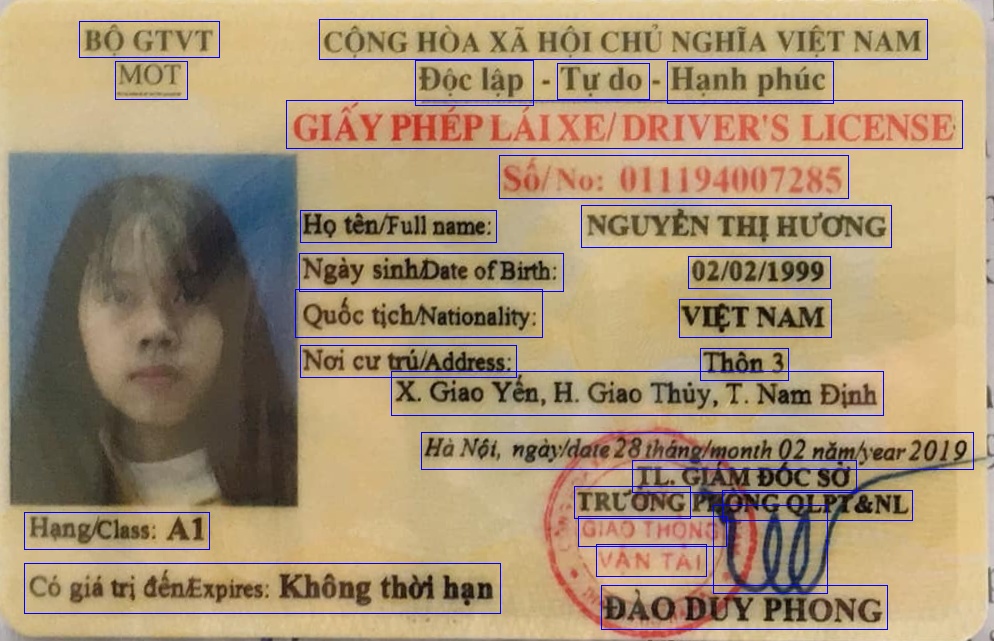 BỘ GTVT
MOT
CỘNG HÒA XÃ HỘI CHỦ NGHĨA VIỆT NAM
Độc lập - Tự do - Hạnh phúc
GIẤY PHÉP LÁI XE/ DRIVER'S LICENSE
Số/ No: 011194007285
Họ tên/Full name: NGUYỄN THỊ HƯƠNG
Ngày sinh/Date of Birth: 02/02/1999
Quốc tịch/Nationality: VIỆT NAM
Nơi cư trú/Address: Thôn 3
X. Giao Yến, H. Giao Thủy, T. Nam Định
Hà Nội, ngày/date 28 tháng/month 02 năm/year 2019
TL. GIÁM ĐỐC SỞ
TRƯỞNG PHÒNG QLPT&NL
GIAO THÔNG
VẬN TẢI
ĐÀO DUY PHONG
Hạng/Class: A1
Có giá trị đến/Expires: Không thời hạn